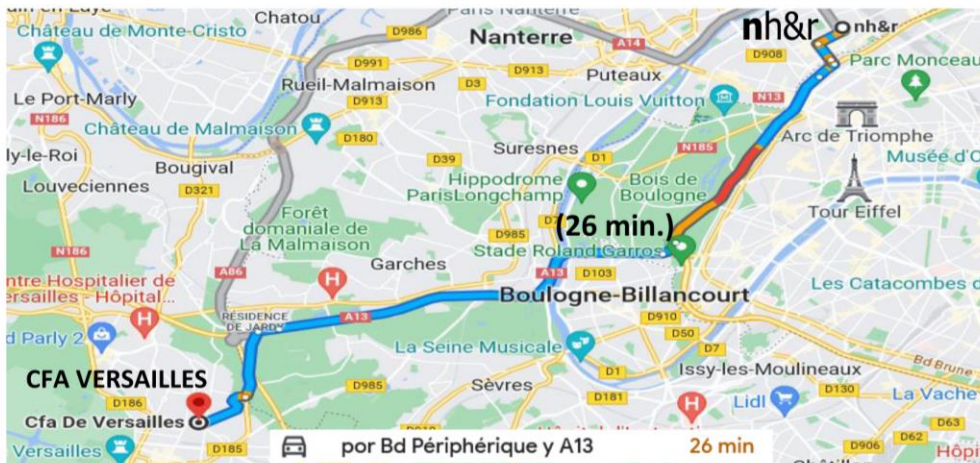 Chatou
Paris Nanterre
Château de Monte-Cristo
D986
Nanterre
A14
nh&r
nh&r
D908
D991
Puteaux
Parc Monceau
Rueil-Malmaison
D3
D913
Le Port-Marly
D913
Fondation Louis Vuitton
N13
N186
Château de Malmaison
D180
Arc de Triomphe
ly-le-Roi
Suresnes
N185
Bougival
D39
D1
Musée d'O
Louveciennes
D321
Hippodrome
ParisLongchamp
Bois de
Boulogne
Tour Eiffel
Forêt
domaniale de
La Malmaison
D985
D7
(26 min.)
Stade Roland Garros
N186
A86
Garches
A13
D103
Centre Hospitalier de
Versailles - Hôpital...
Boulogne-Billancourt
Les Catacombes d
RÉSIDENCE
DE JARDY
A13
D910
d Parly 2
D50
La Seine Musicale
D7
Bd Brune
CFA VERSAILLES
D1
Issy-les-Moulineaux
D186
D985
Sèvres
D130
La Vache
Cfa De Versailles
D181
Lidl
D63
Versailles
D185
por Bd Périphérique y A13
26 min
D906
D62
Hôpi